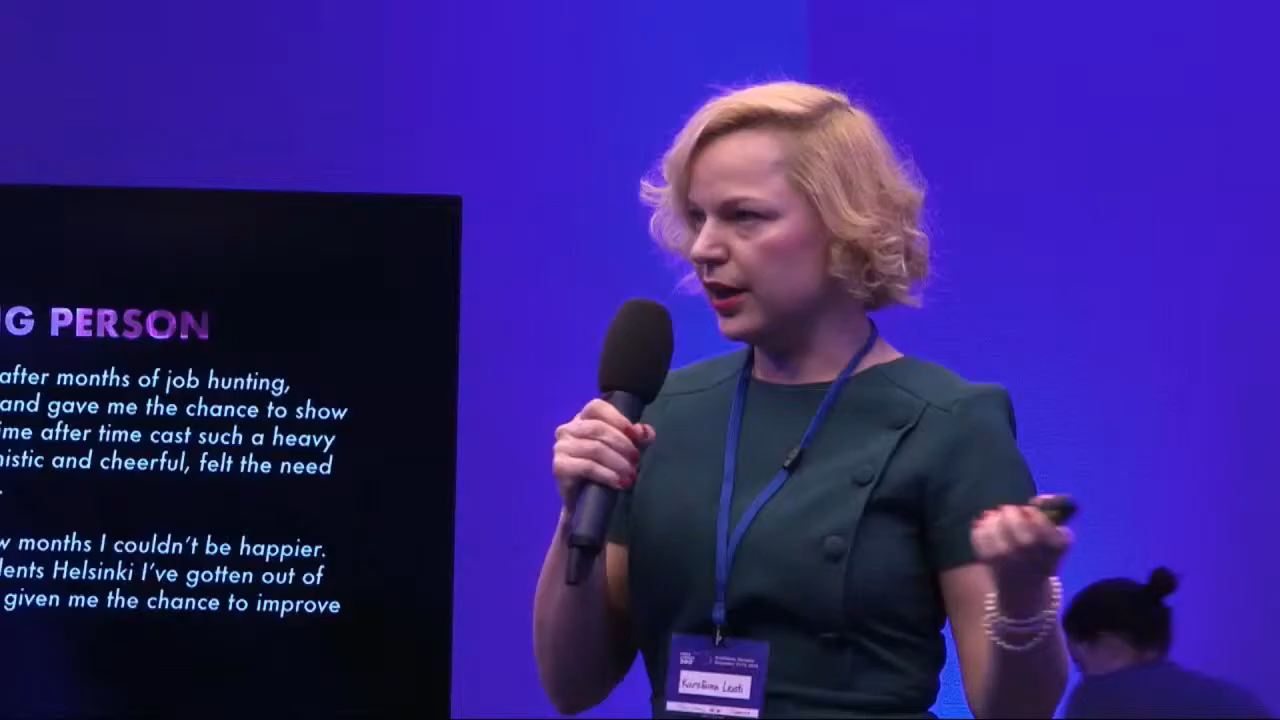 G PERSON
after months of job hunting,
and gave me the chance to show
ime after time cast such a heavy
istic and cheerful, felt the need
w months I couldn't be happier.
dents Helsinki I've gotten out of
given me the chance to improve